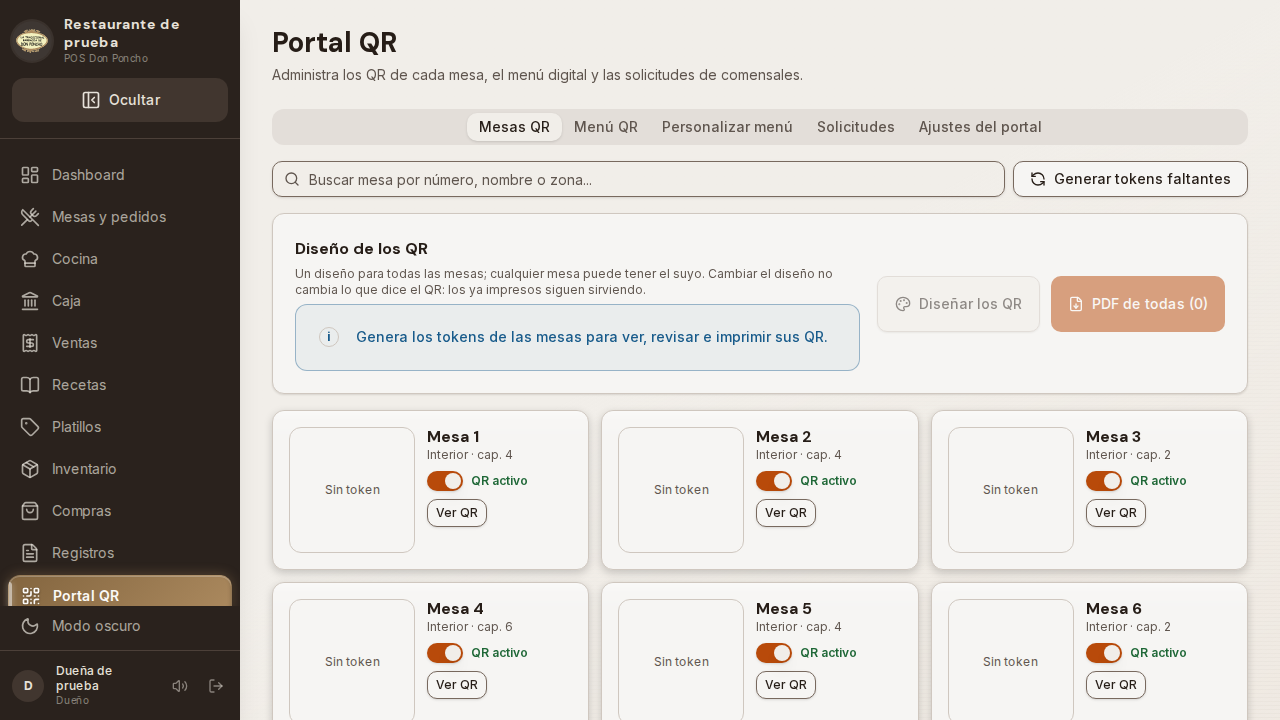 Restaurante de
prueba
POS Don Poncho
Ocultar
Dashboard
Mesas y pedidos
Cocina
Caja
Ventas
Recetas
Platillos
Inventario
Compras
Registros
Portal QR
Modo oscuro
D
Dueña de
prueba
Dueño
Portal QR
Administra los QR de cada mesa, el menú digital y las solicitudes de comensales.
Mesas QR
Menú QR
Personalizar menú
Solicitudes
Ajustes del portal
Buscar mesa por número, nombre o zona...
Generar tokens faltantes
Diseño de los QR
Un diseño para todas las mesas; cualquier mesa puede tener el suyo. Cambiar el diseño no
cambia lo que dice el QR: los ya impresos siguen sirviendo.
i
Genera los tokens de las mesas para ver, revisar e imprimir sus QR.
Diseñar los QR
PDF de todas (0)
Sin token
Mesa 1
Interior · cap. 4
QR activo
Ver QR
Sin token
Mesa 2
Interior · cap. 4
QR activo
Ver QR
Sin token
Mesa 3
Interior · cap. 2
QR activo
Ver QR
Sin token
Mesa 4
Interior · cap. 6
QR activo
Ver QR
Sin token
Mesa 5
Interior · cap. 4
QR activo
Ver QR
Sin token
Mesa 6
Interior · cap. 2
QR activo
Ver QR